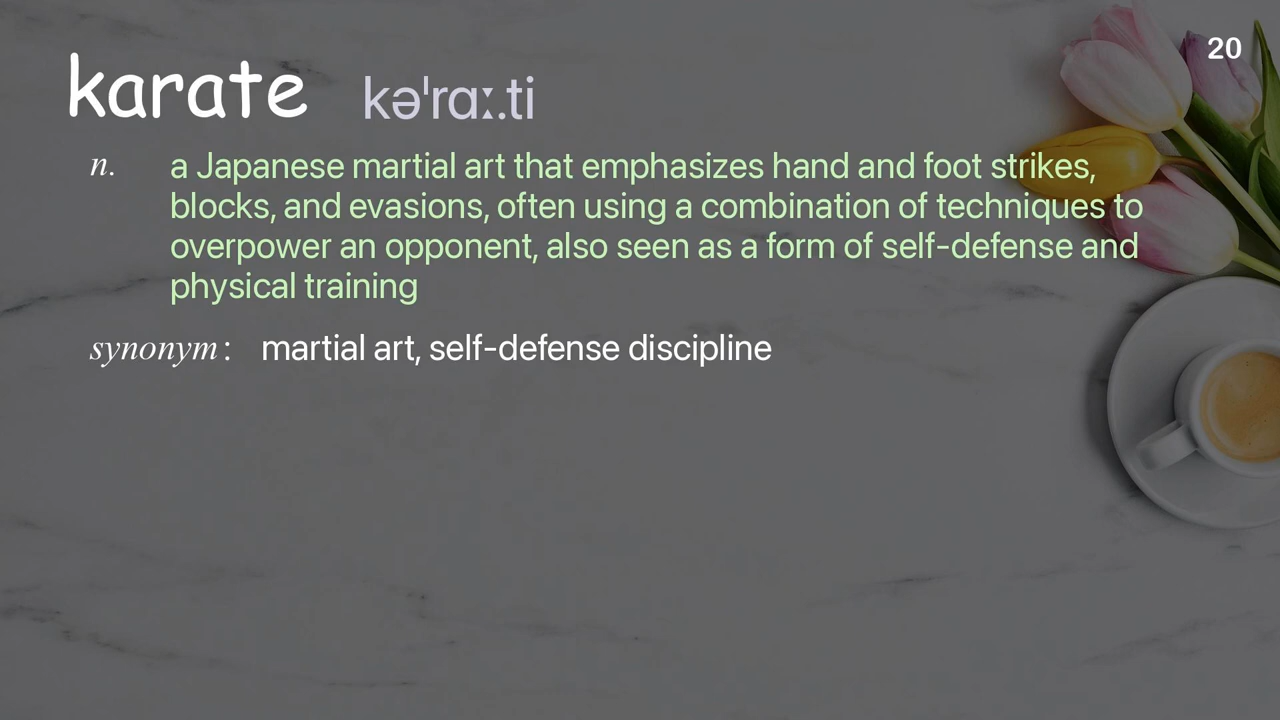 20
karate kəˈrɑː.ti
n. a Japanese martial art that emphasizes hand and foot strikes,
blocks, and evasions, often using a combination of techniques to
overpower an opponent, also seen as a form of self-defense and
physical training
synonym : martial art, self-defense discipline